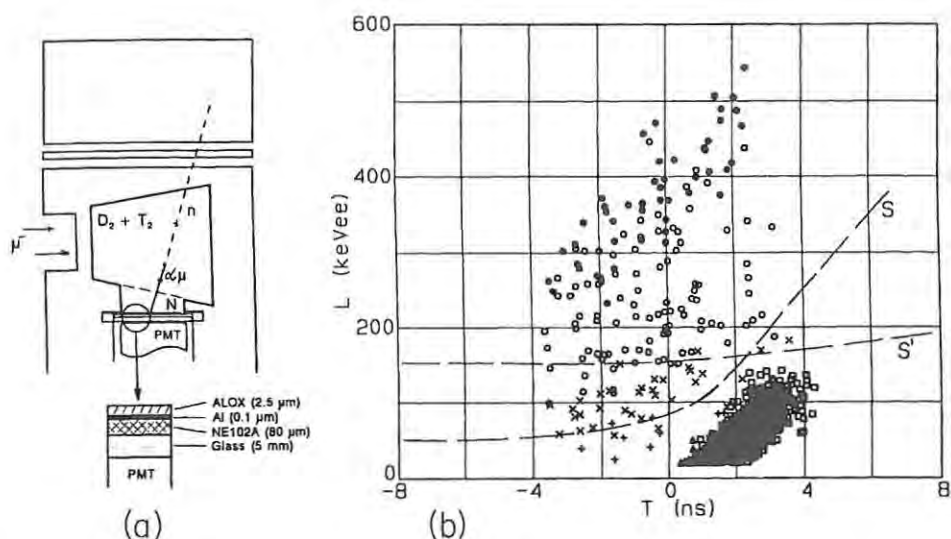 D₂ + T₂
n
μ⁻
αμ
N
PMT
ALOX (2.5 μm)
Al (0.1 μm)
NE102A (80 μm)
Glass (5 mm)
PMT
(a)
600
400
200
0
L (keVee)
S
S'
-8
-4
0
4
8
T (ns)
(b)